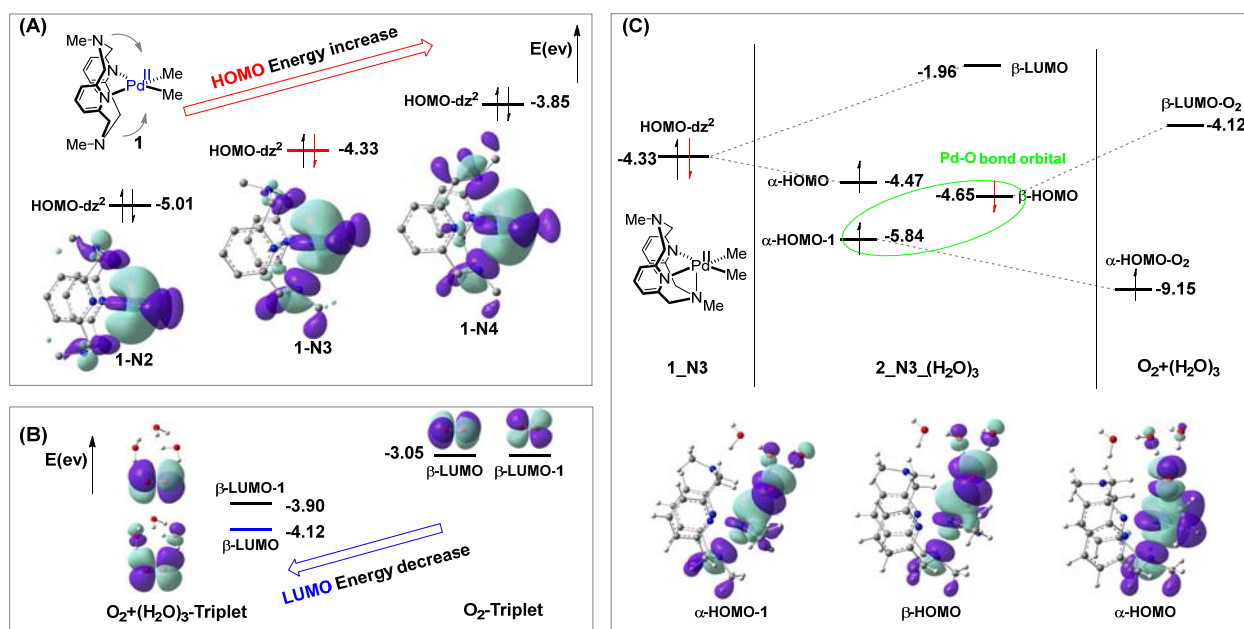 (A)
MeN
N
Pd
II
Me
Me
N
MeN
1
HOMO Energy increase
E(ev)
HOMO-dz2
-3.85
HOMO-dz2
-4.33
HOMO-dz2
-5.01
1-N2
1-N3
1-N4
(B)
E(ev)
β-LUMO-1
-3.90
-4.12
β-LUMO
-3.05
β-LUMO
β-LUMO-1
LUMO Energy decrease
O2+(H2O)3-Triplet
O2-Triplet
(C)
-1.96
β-LUMO
β-LUMO-O2
-4.12
HOMO-dz2
-4.33
Pd-O bond orbital
α-HOMO
-4.47
-4.65
β-HOMO
α-HOMO-1
-5.84
α-HOMO-O2
-9.15
MeN
N
Pd
II
Me
Me
N
N
Me
1_N3
2_N3_(H2O)3
O2+(H2O)3
α-HOMO-1
β-HOMO
α-HOMO